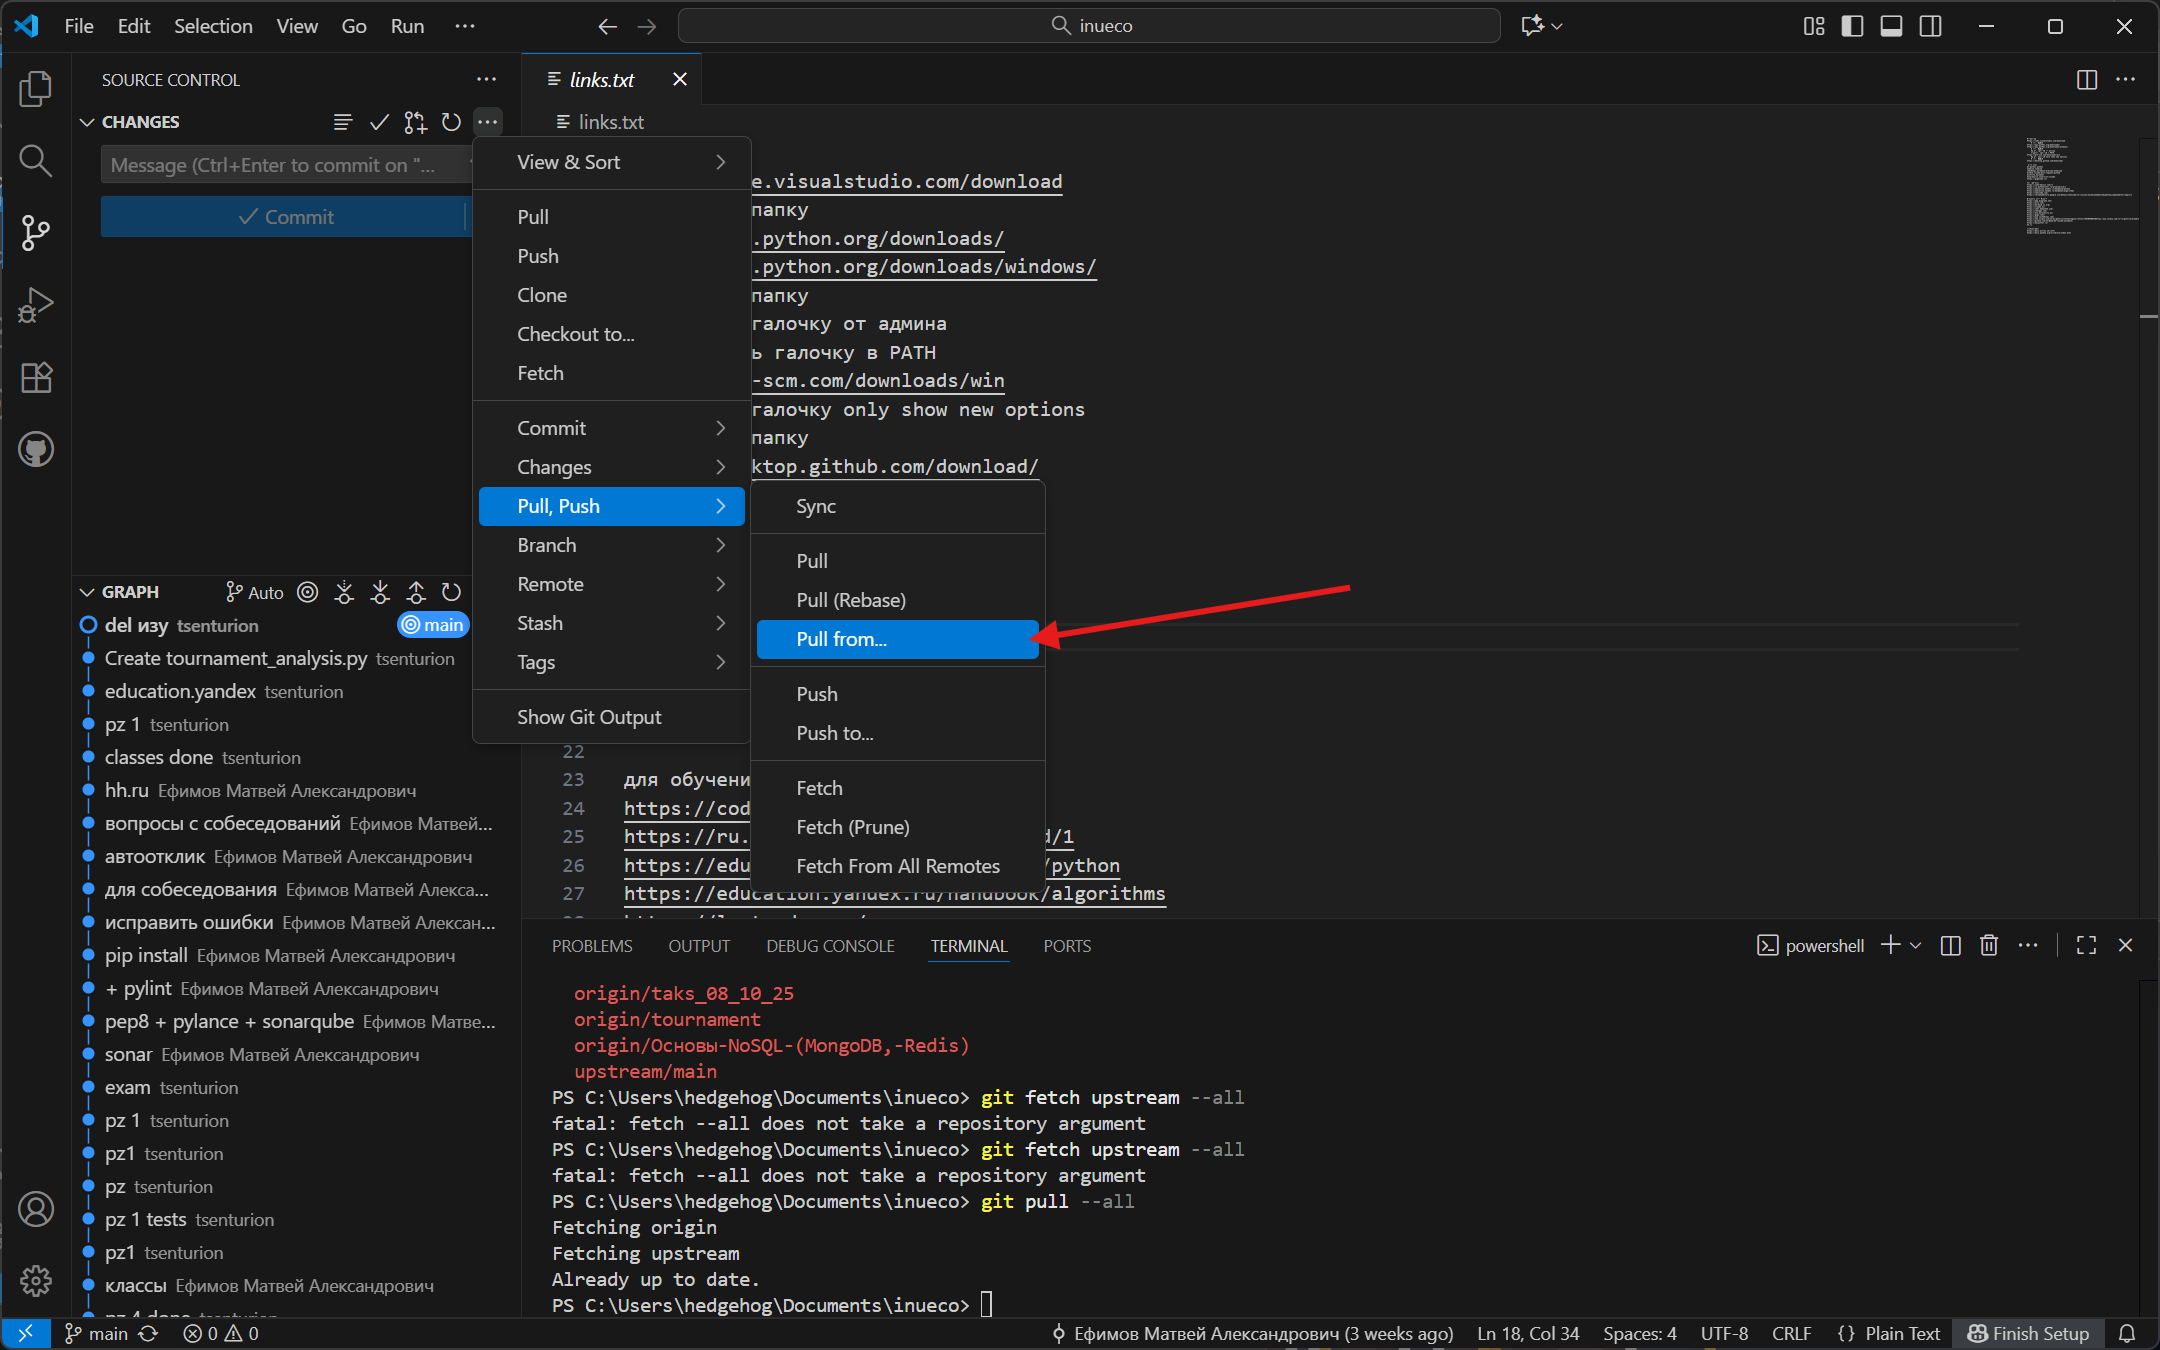 File Edit Selection View Go Run ...
inueco
SOURCE CONTROL
CHANGES
Message (Ctrl+Enter to commit on "...
Commit
GRAPH
Auto
del изу tsenturion main
Create tournament_analysis.py tsenturion
education.yandex tsenturion
pz 1 tsenturion
classes done tsenturion
hh.ru Ефимов Матвей Александрович
вопросы с собеседований Ефимов Матвей...
автоотклик Ефимов Матвей Александрович
для собеседования Ефимов Матвей Алекса...
исправить ошибки Ефимов Матвей Алексан...
pip install Ефимов Матвей Александрович
+ pylint Ефимов Матвей Александрович
pep8 + pylance + sonarqube Ефимов Матве...
sonar Ефимов Матвей Александрович
exam tsenturion
pz 1 tsenturion
pz1 tsenturion
pz tsenturion
pz 1 tests tsenturion
pz1 tsenturion
классы Ефимов Матвей Александрович
View & Sort
Pull
Push
Clone
Checkout to...
Fetch
Commit
Changes
Pull, Push
Branch
Remote
Stash
Tags
Show Git Output
Sync
Pull
Pull (Rebase)
Pull from...
Push
Push to...
Fetch
Fetch (Prune)
Fetch From All Remotes
links.txt
links.txt
e.visualstudio.com/download
папку
.python.org/downloads/
.python.org/downloads/windows/
папку
галочку от админа
ь галочку в PATH
-scm.com/downloads/win
галочку only show new options
папку
ktop.github.com/download/
22
23 для обучени
24 https://cod
25 https://ru. d/1
26 https://edu /python
27 https://education.yandex.ru/handbook/algorithms
PROBLEMS OUTPUT DEBUG CONSOLE TERMINAL PORTS
powershell
origin/taks_08_10_25
origin/tournament
origin/Основы-NoSQL-(MongoDB,-Redis)
upstream/main
PS C:\Users\hedgehog\Documents\inueco> git fetch upstream --all
fatal: fetch --all does not take a repository argument
PS C:\Users\hedgehog\Documents\inueco> git fetch upstream --all
fatal: fetch --all does not take a repository argument
PS C:\Users\hedgehog\Documents\inueco> git pull --all
Fetching origin
Fetching upstream
Already up to date.
PS C:\Users\hedgehog\Documents\inueco>
main 0 0 Ефимов Матвей Александрович (3 weeks ago) Ln 18, Col 34 Spaces: 4 UTF-8 CRLF {} Plain Text Finish Setup